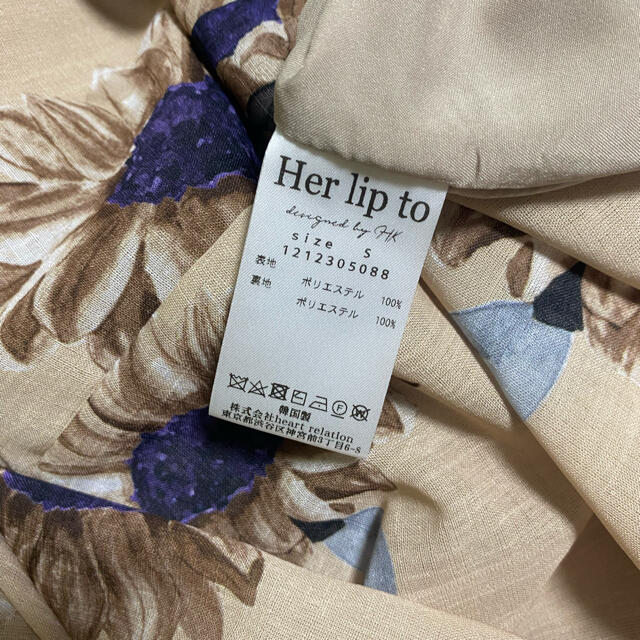 Her lip to
designed by HK
size S
1212305088
表地 ポリエステル 100%
裏地 ポリエステル 100%
韓国製
株式会社heart relation
東京都渋谷区神宮前3丁目6-8